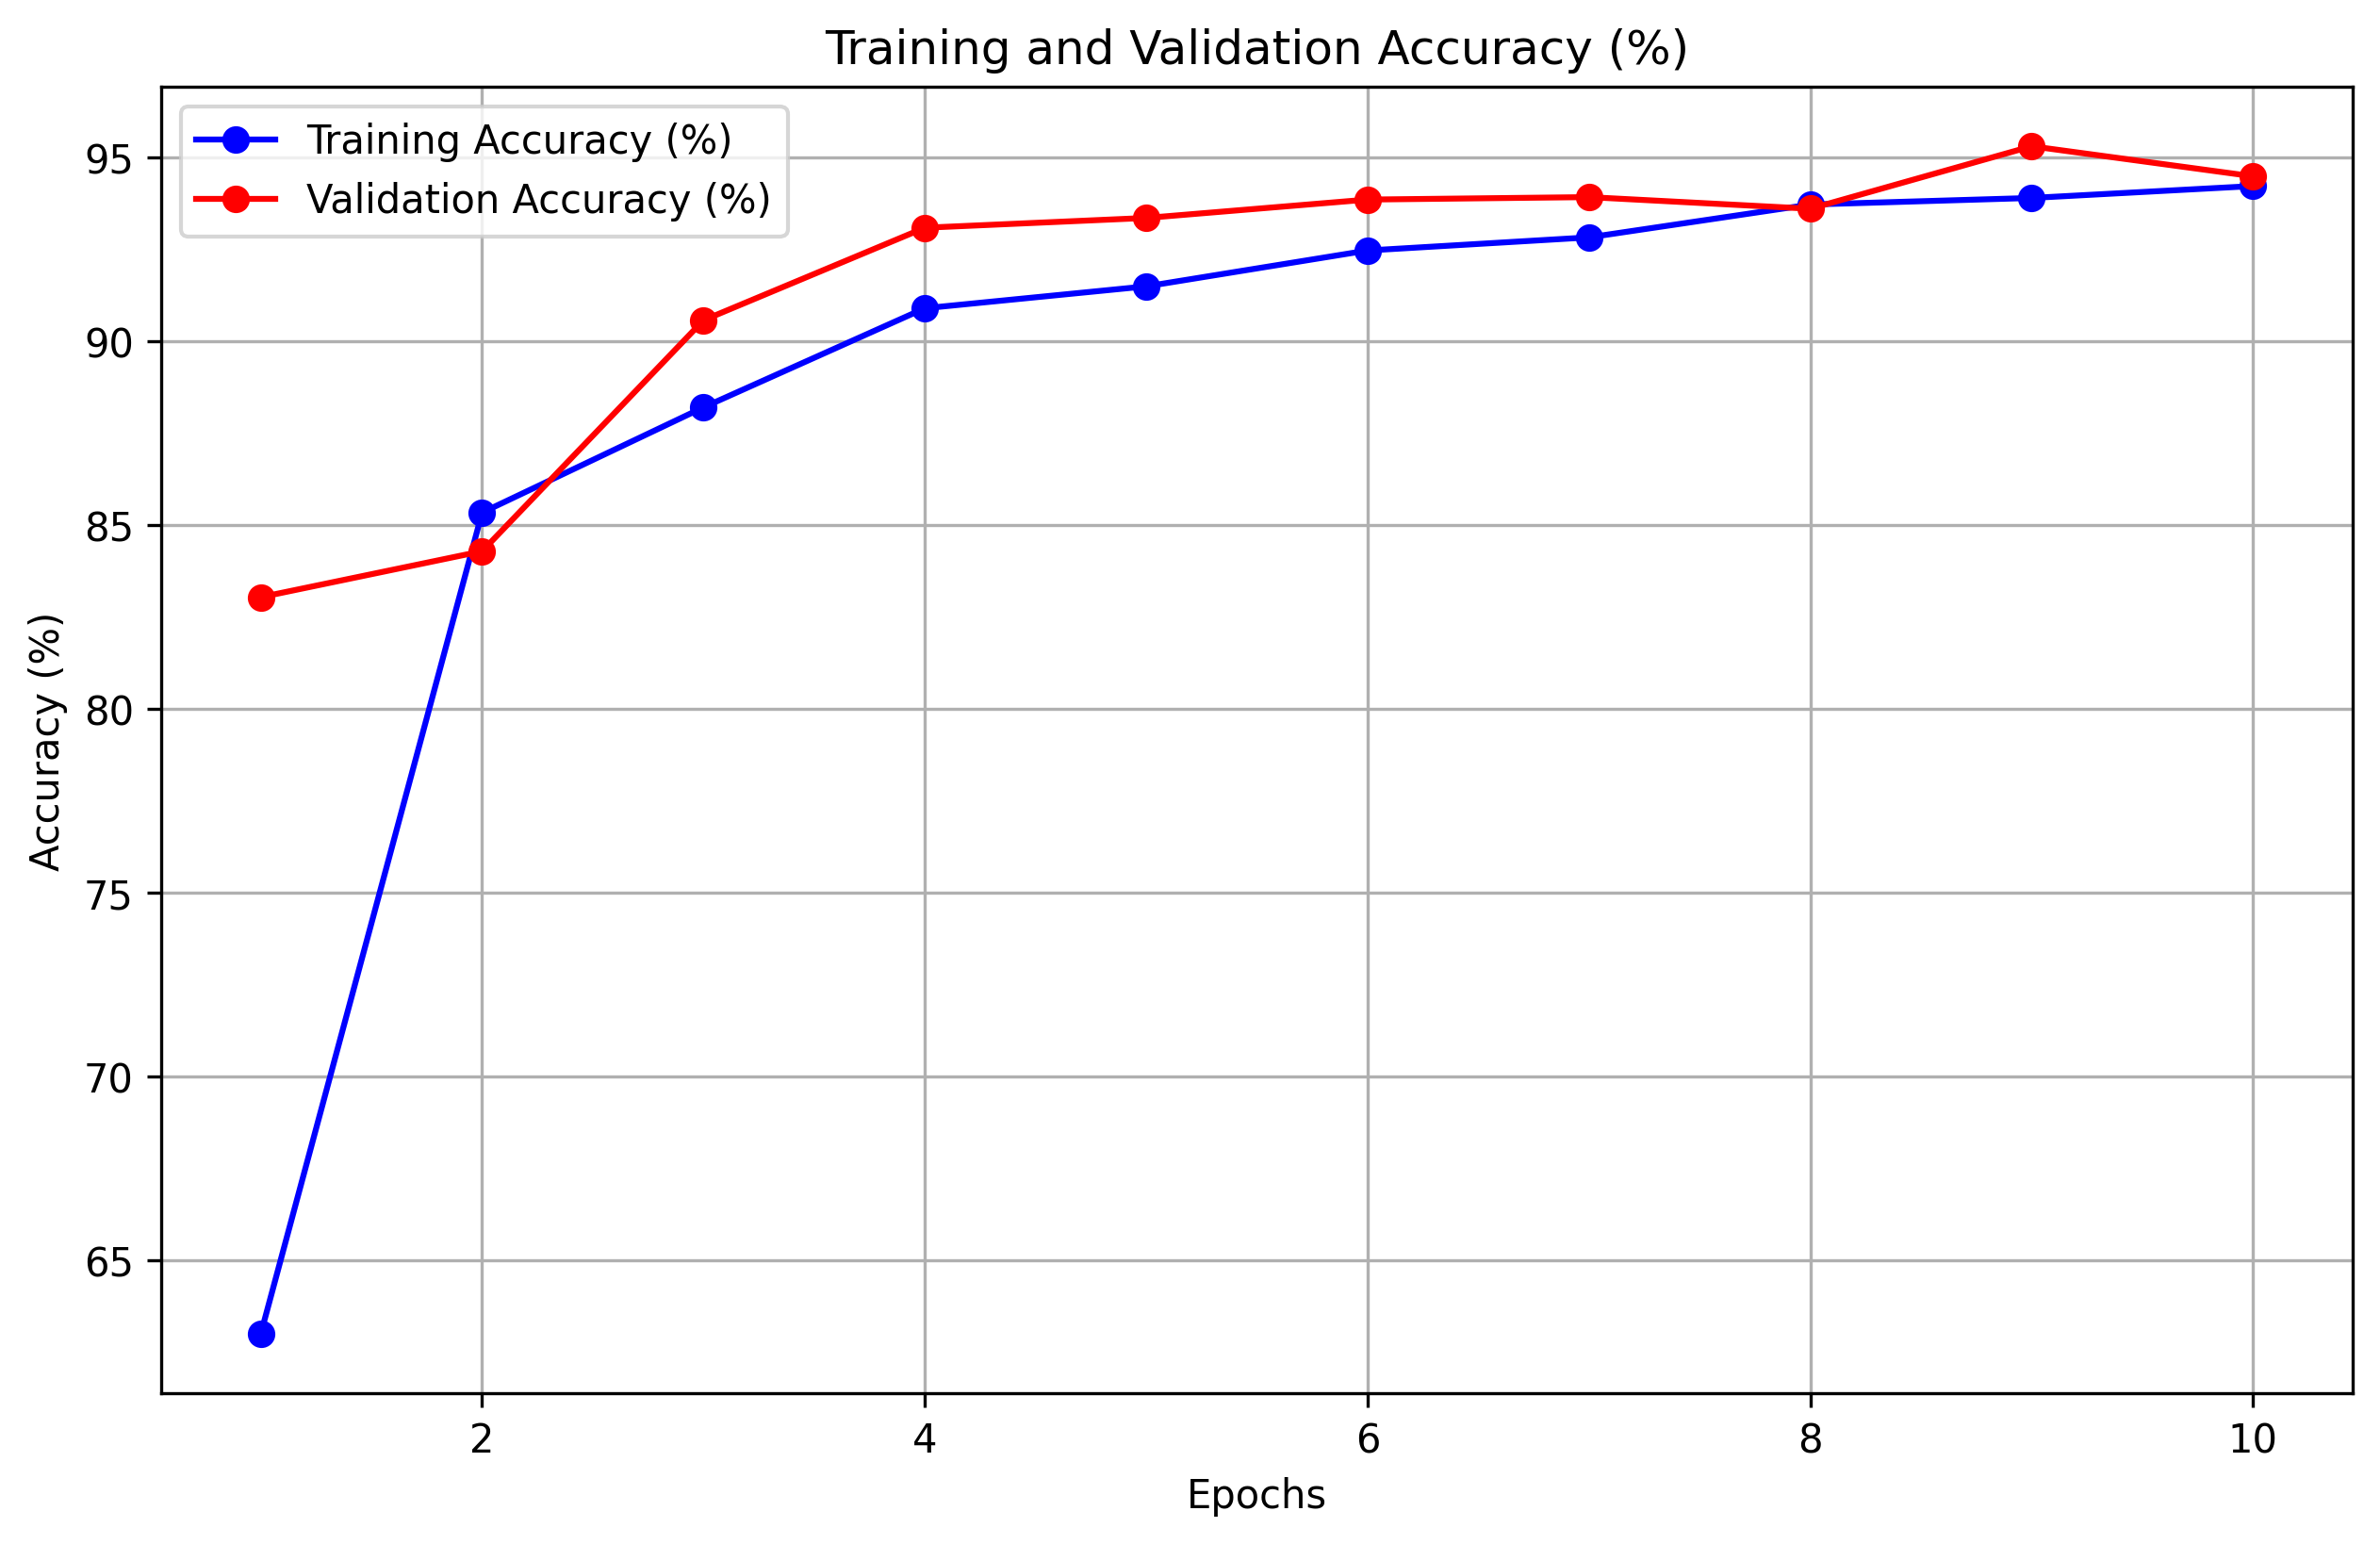 Training and Validation Accuracy (%)
Training Accuracy (%)
Validation Accuracy (%)
Accuracy (%)
95
90
85
80
75
70
65
2
4
6
8
10
Epochs